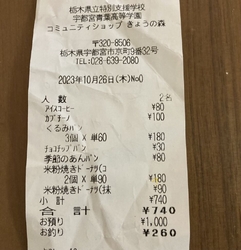 栃木県立特別支援学校
宇都宮青葉高等学園
コミュニティショップ きょうの森
〒320-8506
栃木県宇都宮市京町9番32号
TEL: 028-639-2080
2023年10月26日(木)No0
人 数 2名
アイスコーヒー ¥80
カプチーノ ¥100
くるみパン
3個 X 単60 ¥180
チョコチップパン ¥30
季節のあんパン ¥80
米粉焼きドーナツ(コ
2個 X 単90 ¥180
米粉焼きドーナツ(抹 ¥90
小 計 ¥740
合 計 ¥740
お預り ¥1,000
お釣り ¥260